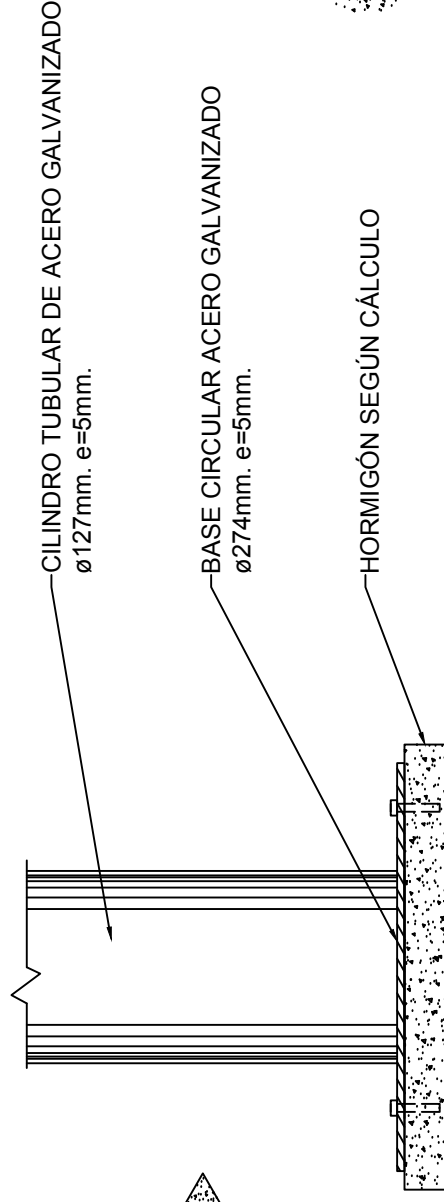 CILINDRO TUBULAR DE ACERO GALVANIZADO
ø127mm. e=5mm.
BASE CIRCULAR ACERO GALVANIZADO
ø274mm. e=5mm.
HORMIGÓN SEGÚN CÁLCULO